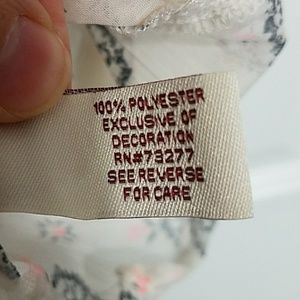 100% POLYESTER
EXCLUSIVE OF
DECORATION
RN#73277
SEE REVERSE
FOR CARE